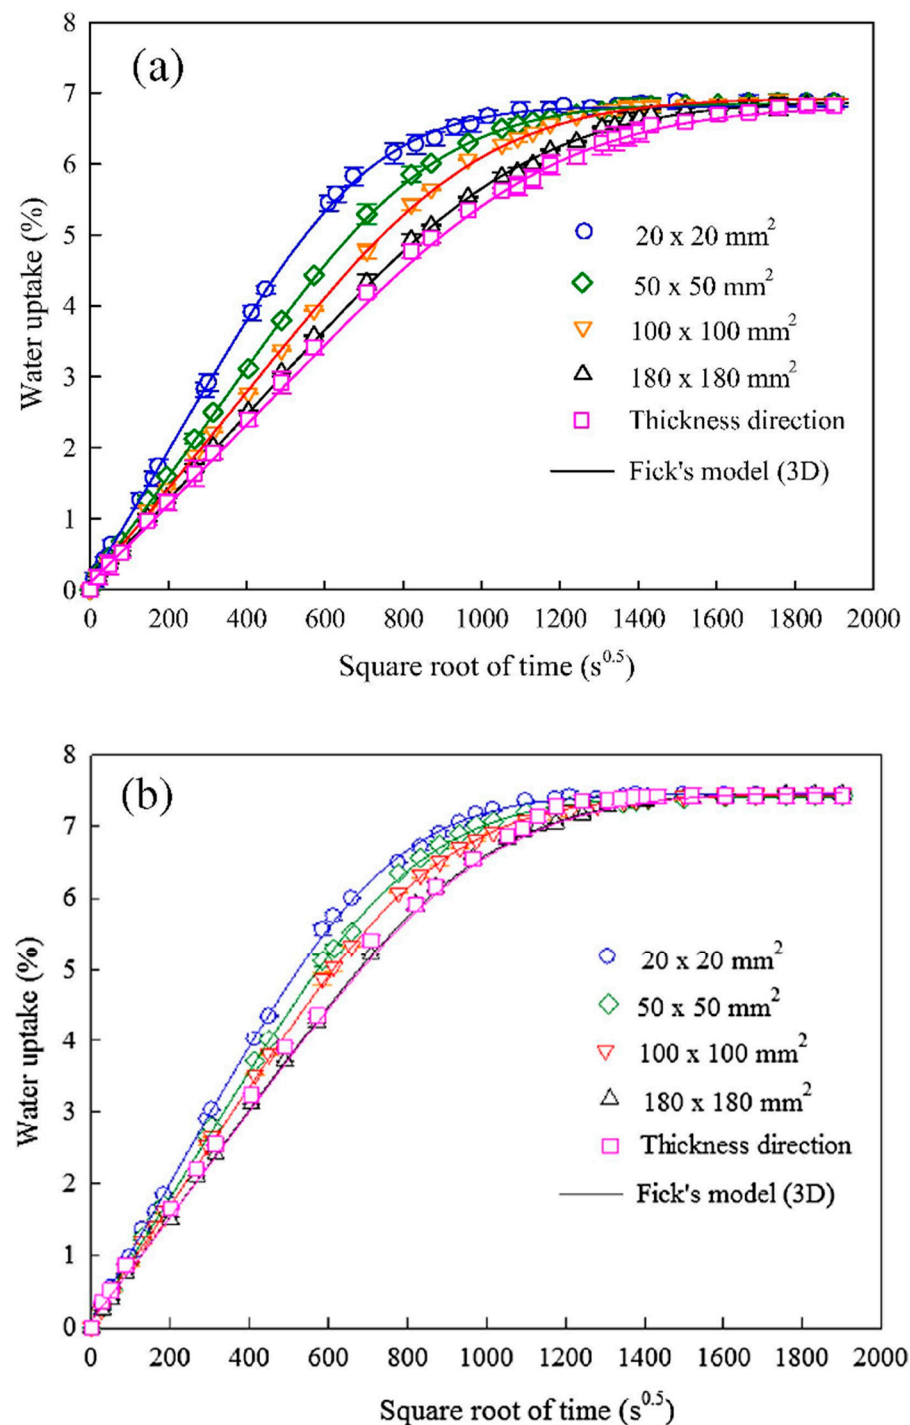 (a)
8
7
6
5
4
3
2
1
0
Water uptake (%)
20 x 20 mm²
50 x 50 mm²
100 x 100 mm²
180 x 180 mm²
Thickness direction
Fick's model (3D)
0 200 400 600 800 1000 1200 1400 1600 1800 2000
Square root of time (s^0.5)
(b)
8
7
6
5
4
3
2
1
0
Water uptake (%)
20 x 20 mm²
50 x 50 mm²
100 x 100 mm²
180 x 180 mm²
Thickness direction
Fick's model (3D)
0 200 400 600 800 1000 1200 1400 1600 1800 2000
Square root of time (s^0.5)